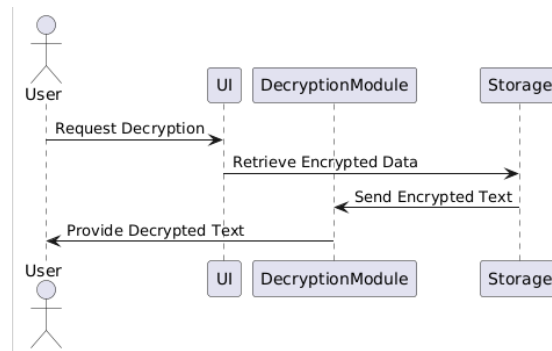 User
UI
DecryptionModule
Storage
Request Decryption
Retrieve Encrypted Data
Send Encrypted Text
Provide Decrypted Text
User
UI
DecryptionModule
Storage